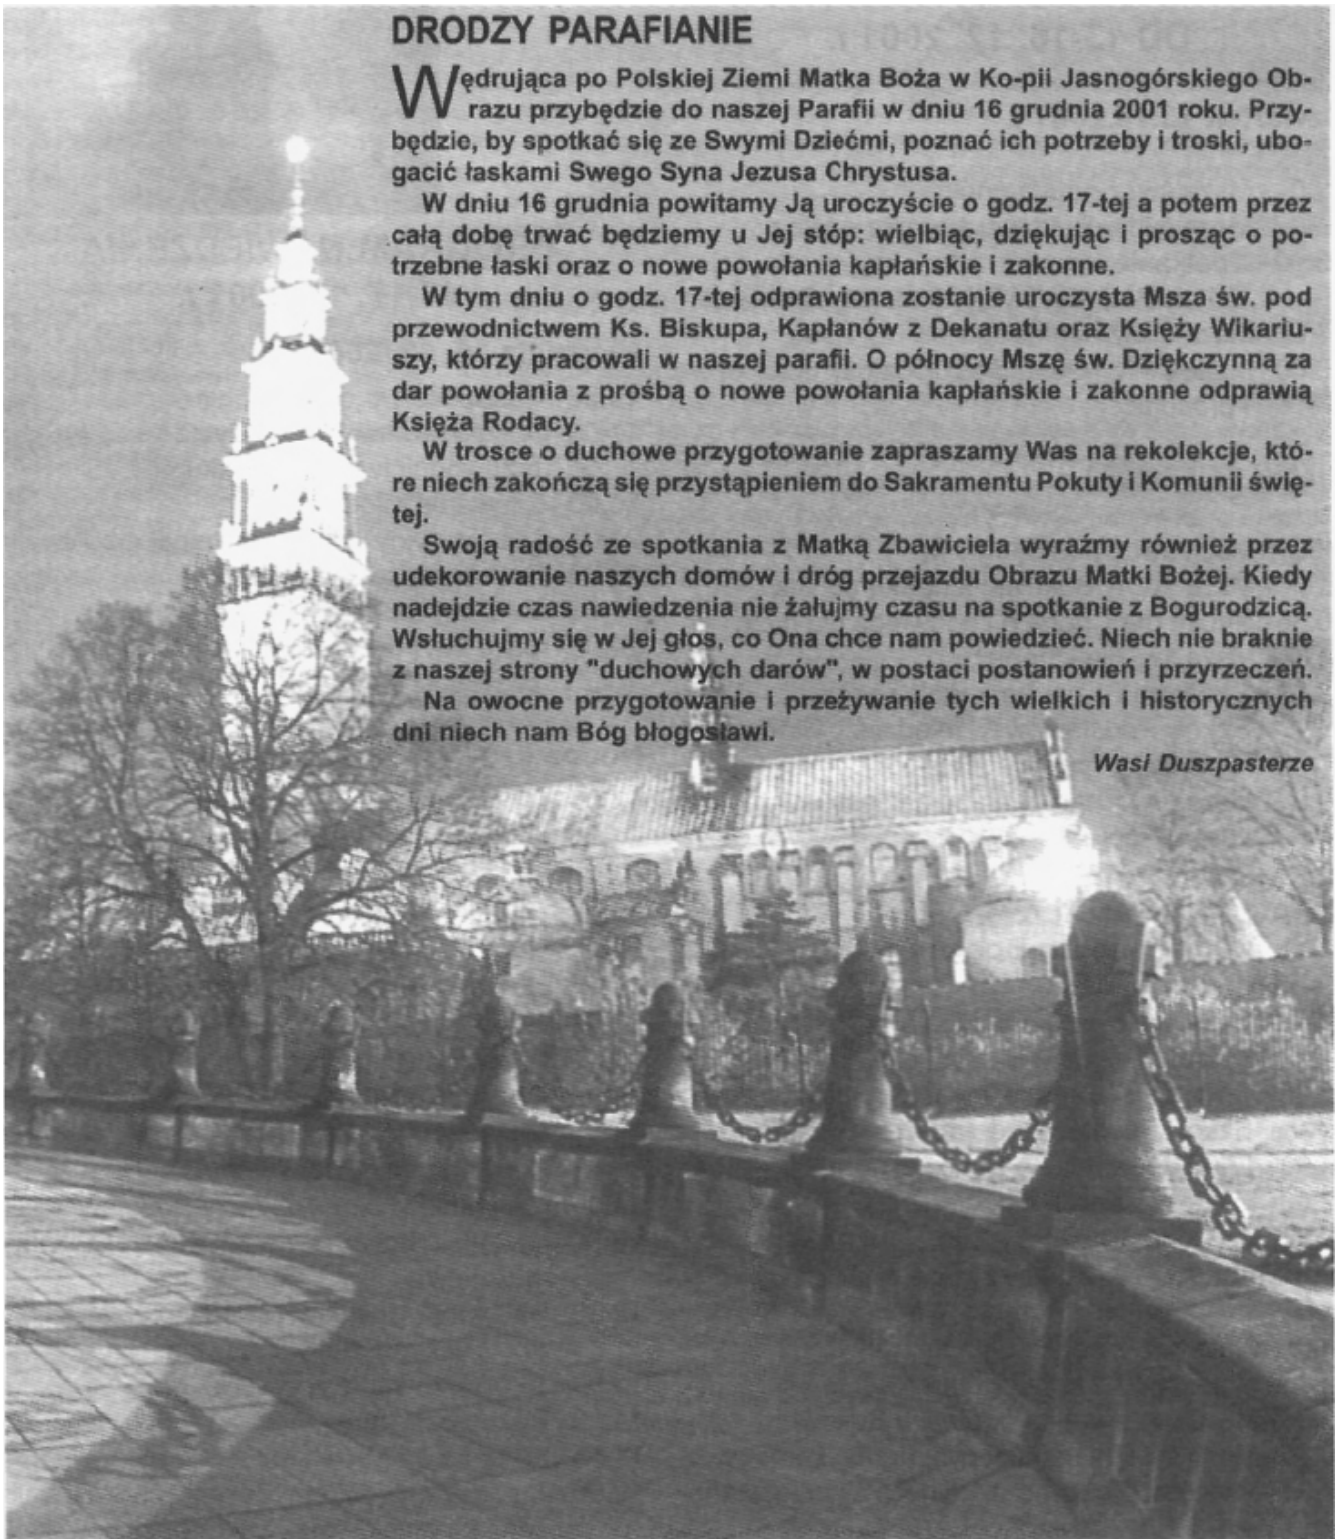 DRODZY PARAFIANIE
Wędrująca po Polskiej Ziemi Matka Boża w Ko-pii Jasnogórskiego Ob-
razu przybędzie do naszej Parafii w dniu 16 grudnia 2001 roku. Przy-
będzie, by spotkać się ze Swymi Dziećmi, poznać ich potrzeby i troski, ubo-
gacić łaskami Swego Syna Jezusa Chrystusa.
W dniu 16 grudnia powitamy Ją uroczyście o godz. 17-tej a potem przez
całą dobę trwać będziemy u Jej stóp: wielbiąc, dziękując i prosząc o po-
trzebne łaski oraz o nowe powołania kapłańskie i zakonne.
W tym dniu o godz. 17-tej odprawiona zostanie uroczysta Msza św. pod
przewodnictwem Ks. Biskupa, Kapłanów z Dekanatu oraz Księży Wikariu-
szy, którzy pracowali w naszej parafii. O północy Mszę św. Dziękczynną za
dar powołania z prośbą o nowe powołania kapłańskie i zakonne odprawią
Księża Rodacy.
W trosce o duchowe przygotowanie zapraszamy Was na rekolekcje, któ-
re niech zakończą się przystąpieniem do Sakramentu Pokuty i Komunii świę-
tej.
Swoją radość ze spotkania z Matką Zbawiciela wyraźmy również przez
udekorowanie naszych domów i dróg przejazdu Obrazu Matki Bożej. Kiedy
nadejdzie czas nawiedzenia nie żałujmy czasu na spotkanie z Bogurodzicą.
Wsłuchujmy się w Jej głos, co Ona chce nam powiedzieć. Niech nie braknie
z naszej strony "duchowych darów", w postaci postanowień i przyrzeczeń.
Na owocne przygotowanie i przeżywanie tych wielkich i historycznych
dni niech nam Bóg błogosławi.
Wasi Duszpasterze